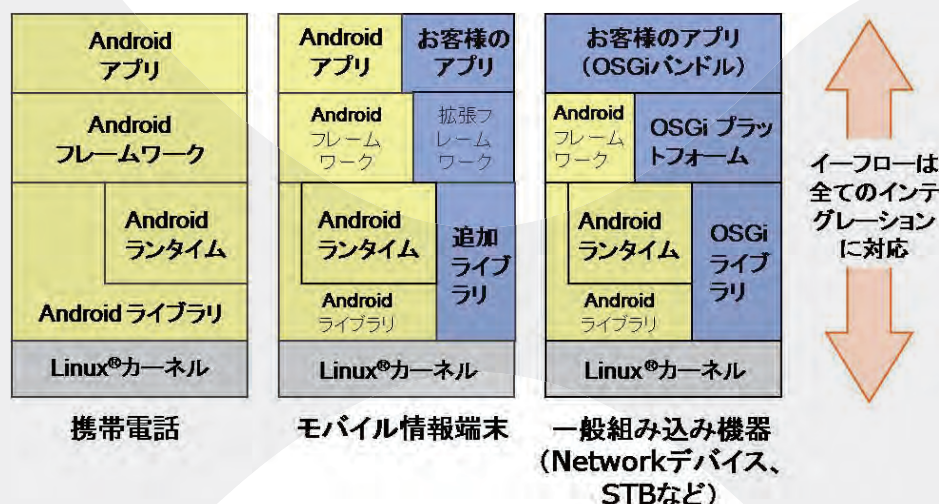 Android
アプリ
Android
フレームワーク
Android
ランタイム
Android ライブラリ
Linux®カーネル
携帯電話
Android
アプリ
お客様の
アプリ
Android
フレーム
ワーク
拡張フ
レーム
ワーク
Android
ランタイム
追加
ライブ
ラリ
Android
ライブラリ
Linux®カーネル
モバイル情報端末
お客様のアプリ
（OSGiバンドル）
Android
フレーム
ワーク
OSGi プラッ
トフォーム
Android
ランタイム
OSGi
ライブ
ラリ
Android
ライブラリ
Linux®カーネル
一般組み込み機器
（Networkデバイス、
STBなど）
イーフローは
全てのインテ
グレーション
に対応